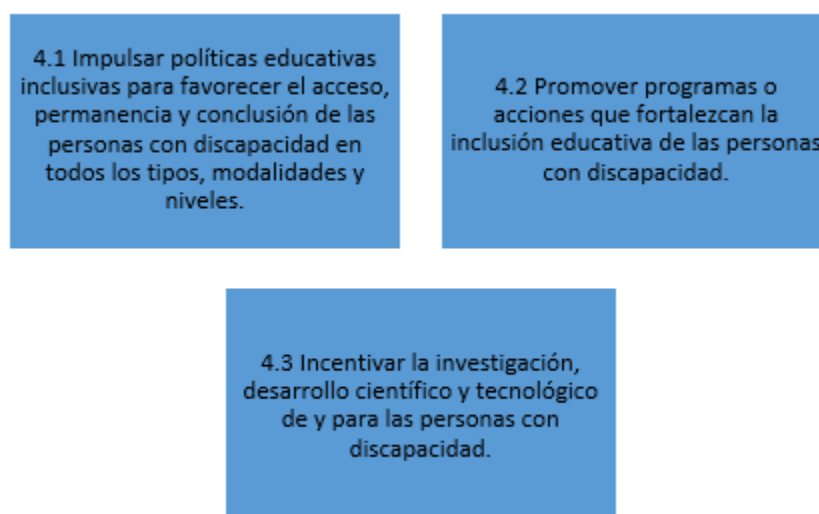 4.1 Impulsar políticas educativas
inclusivas para favorecer el acceso,
permanencia y conclusión de las
personas con discapacidad en
todos los tipos, modalidades y
niveles.
4.2 Promover programas o
acciones que fortalezcan la
inclusión educativa de las personas
con discapacidad.
4.3 Incentivar la investigación,
desarrollo científico y tecnológico
de y para las personas con
discapacidad.